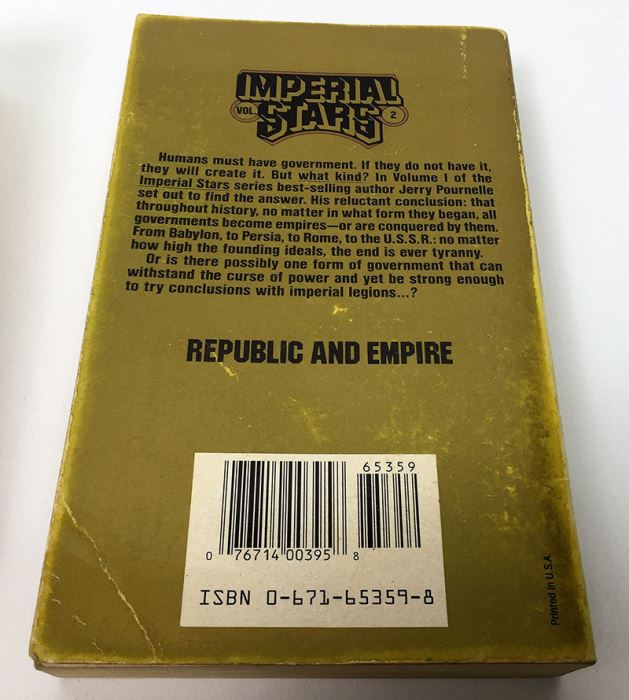 IMPERIAL
VOL. STARS 2
Humans must have government. If they do not have it,
they will create it. But what kind? In Volume I of the
Imperial Stars series best-selling author Jerry Pournelle
set out to find the answer. His reluctant conclusion: that
throughout history, no matter in what form they began, all
governments become empires—or are conquered by them.
From Babylon, to Persia, to Rome, to the U.S.S.R.: no matter
how high the founding ideals, the end is ever tyranny.
Or is there possibly one form of government that can
withstand the curse of power and yet be strong enough
to try conclusions with imperial legions...?
REPUBLIC AND EMPIRE
65359
0 76714 00395 8
ISBN 0-671-65359-8
Printed in U.S.A.